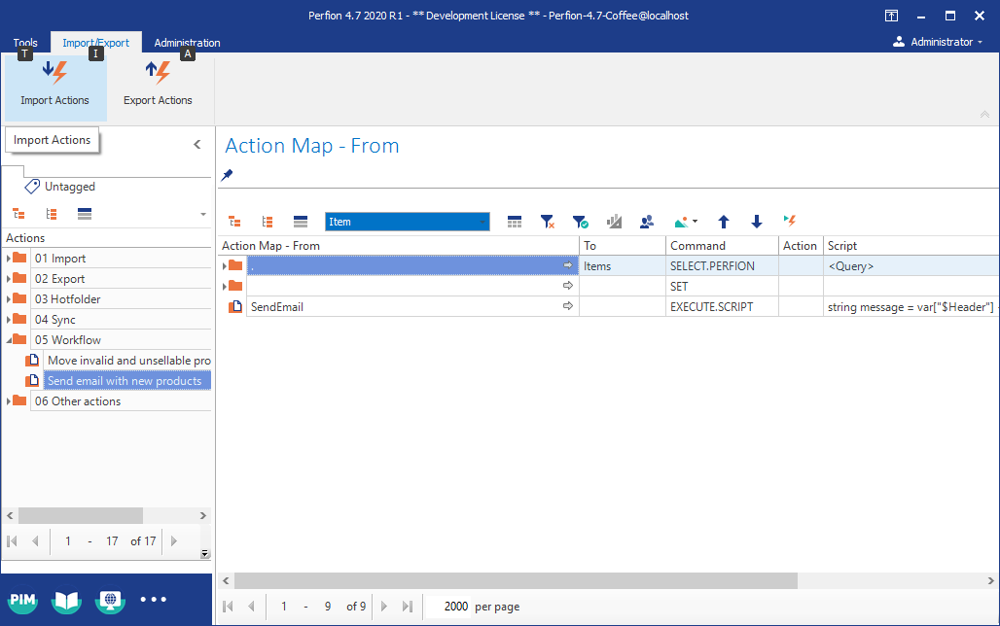 Perfion 4.7 2020 R1 - ** Development License ** - Perfion-4.7-Coffee@localhost
Tools Import/Export Administration Administrator
T I A
Import Actions Export Actions
Import Actions
Action Map - From
Untagged
Item
Actions
Action Map - From To Command Action Script
01 Import
. Items SELECT.PERFION <Query>
02 Export
SET
03 Hotfolder
SendEmail EXECUTE.SCRIPT string message = var["$Header"]
04 Sync
05 Workflow
Move invalid and unsellable pro
Send email with new products
06 Other actions
1 - 17 of 17
PIM
1 - 9 of 9 2000 per page